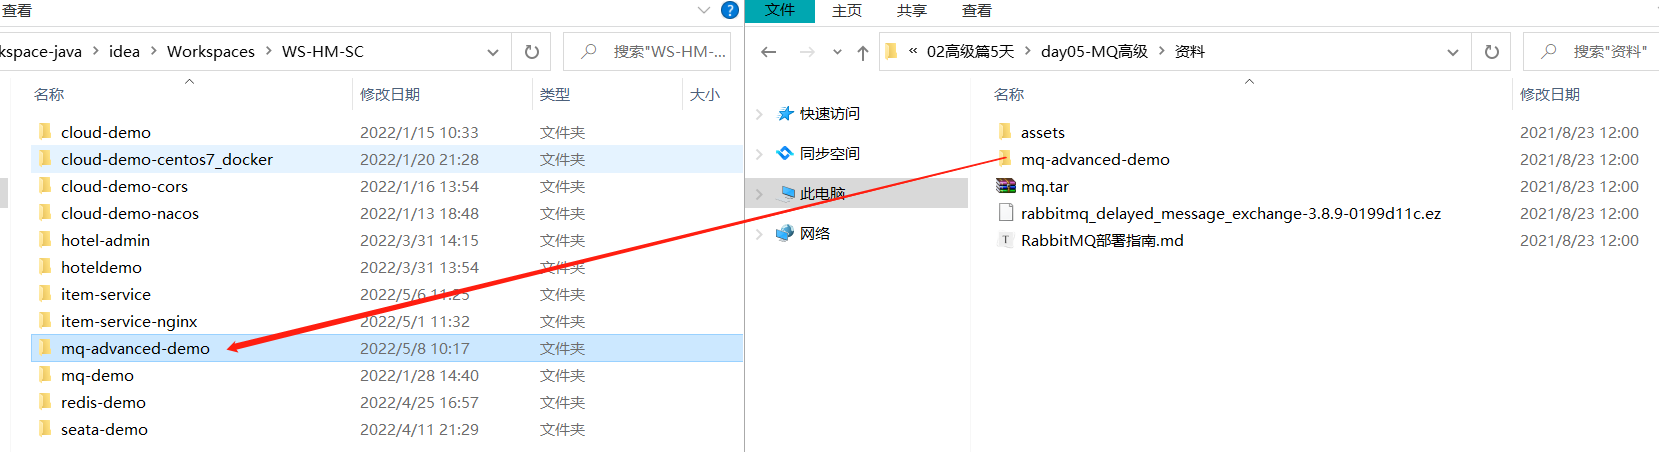 查看
kspace-java
idea
Workspaces
WS-HM-SC
搜索"WS-HM-...
名称
修改日期
类型
大小
cloud-demo
2022/1/15 10:33
文件夹
cloud-demo-centos7_docker
2022/1/20 21:28
文件夹
cloud-demo-cors
2022/1/16 13:54
文件夹
cloud-demo-nacos
2022/1/13 18:48
文件夹
hotel-admin
2022/3/31 14:15
文件夹
hoteldemo
2022/3/31 13:54
文件夹
item-service
2022/5/6 11:25
文件夹
item-service-nginx
2022/5/1 11:32
文件夹
mq-advanced-demo
2022/5/8 10:17
文件夹
mq-demo
2022/1/28 14:40
文件夹
redis-demo
2022/4/25 16:57
文件夹
seata-demo
2022/4/11 21:29
文件夹
文件
主页
共享
查看
« 02高级篇5天
day05-MQ高级
资料
搜索"资料"
快速访问
同步空间
此电脑
网络
名称
修改日期
assets
2021/8/23 12:00
mq-advanced-demo
2021/8/23 12:00
mq.tar
2021/8/23 12:00
rabbitmq_delayed_message_exchange-3.8.9-0199d11c.ez
2021/8/23 12:00
RabbitMQ部署指南.md
2021/8/23 12:00